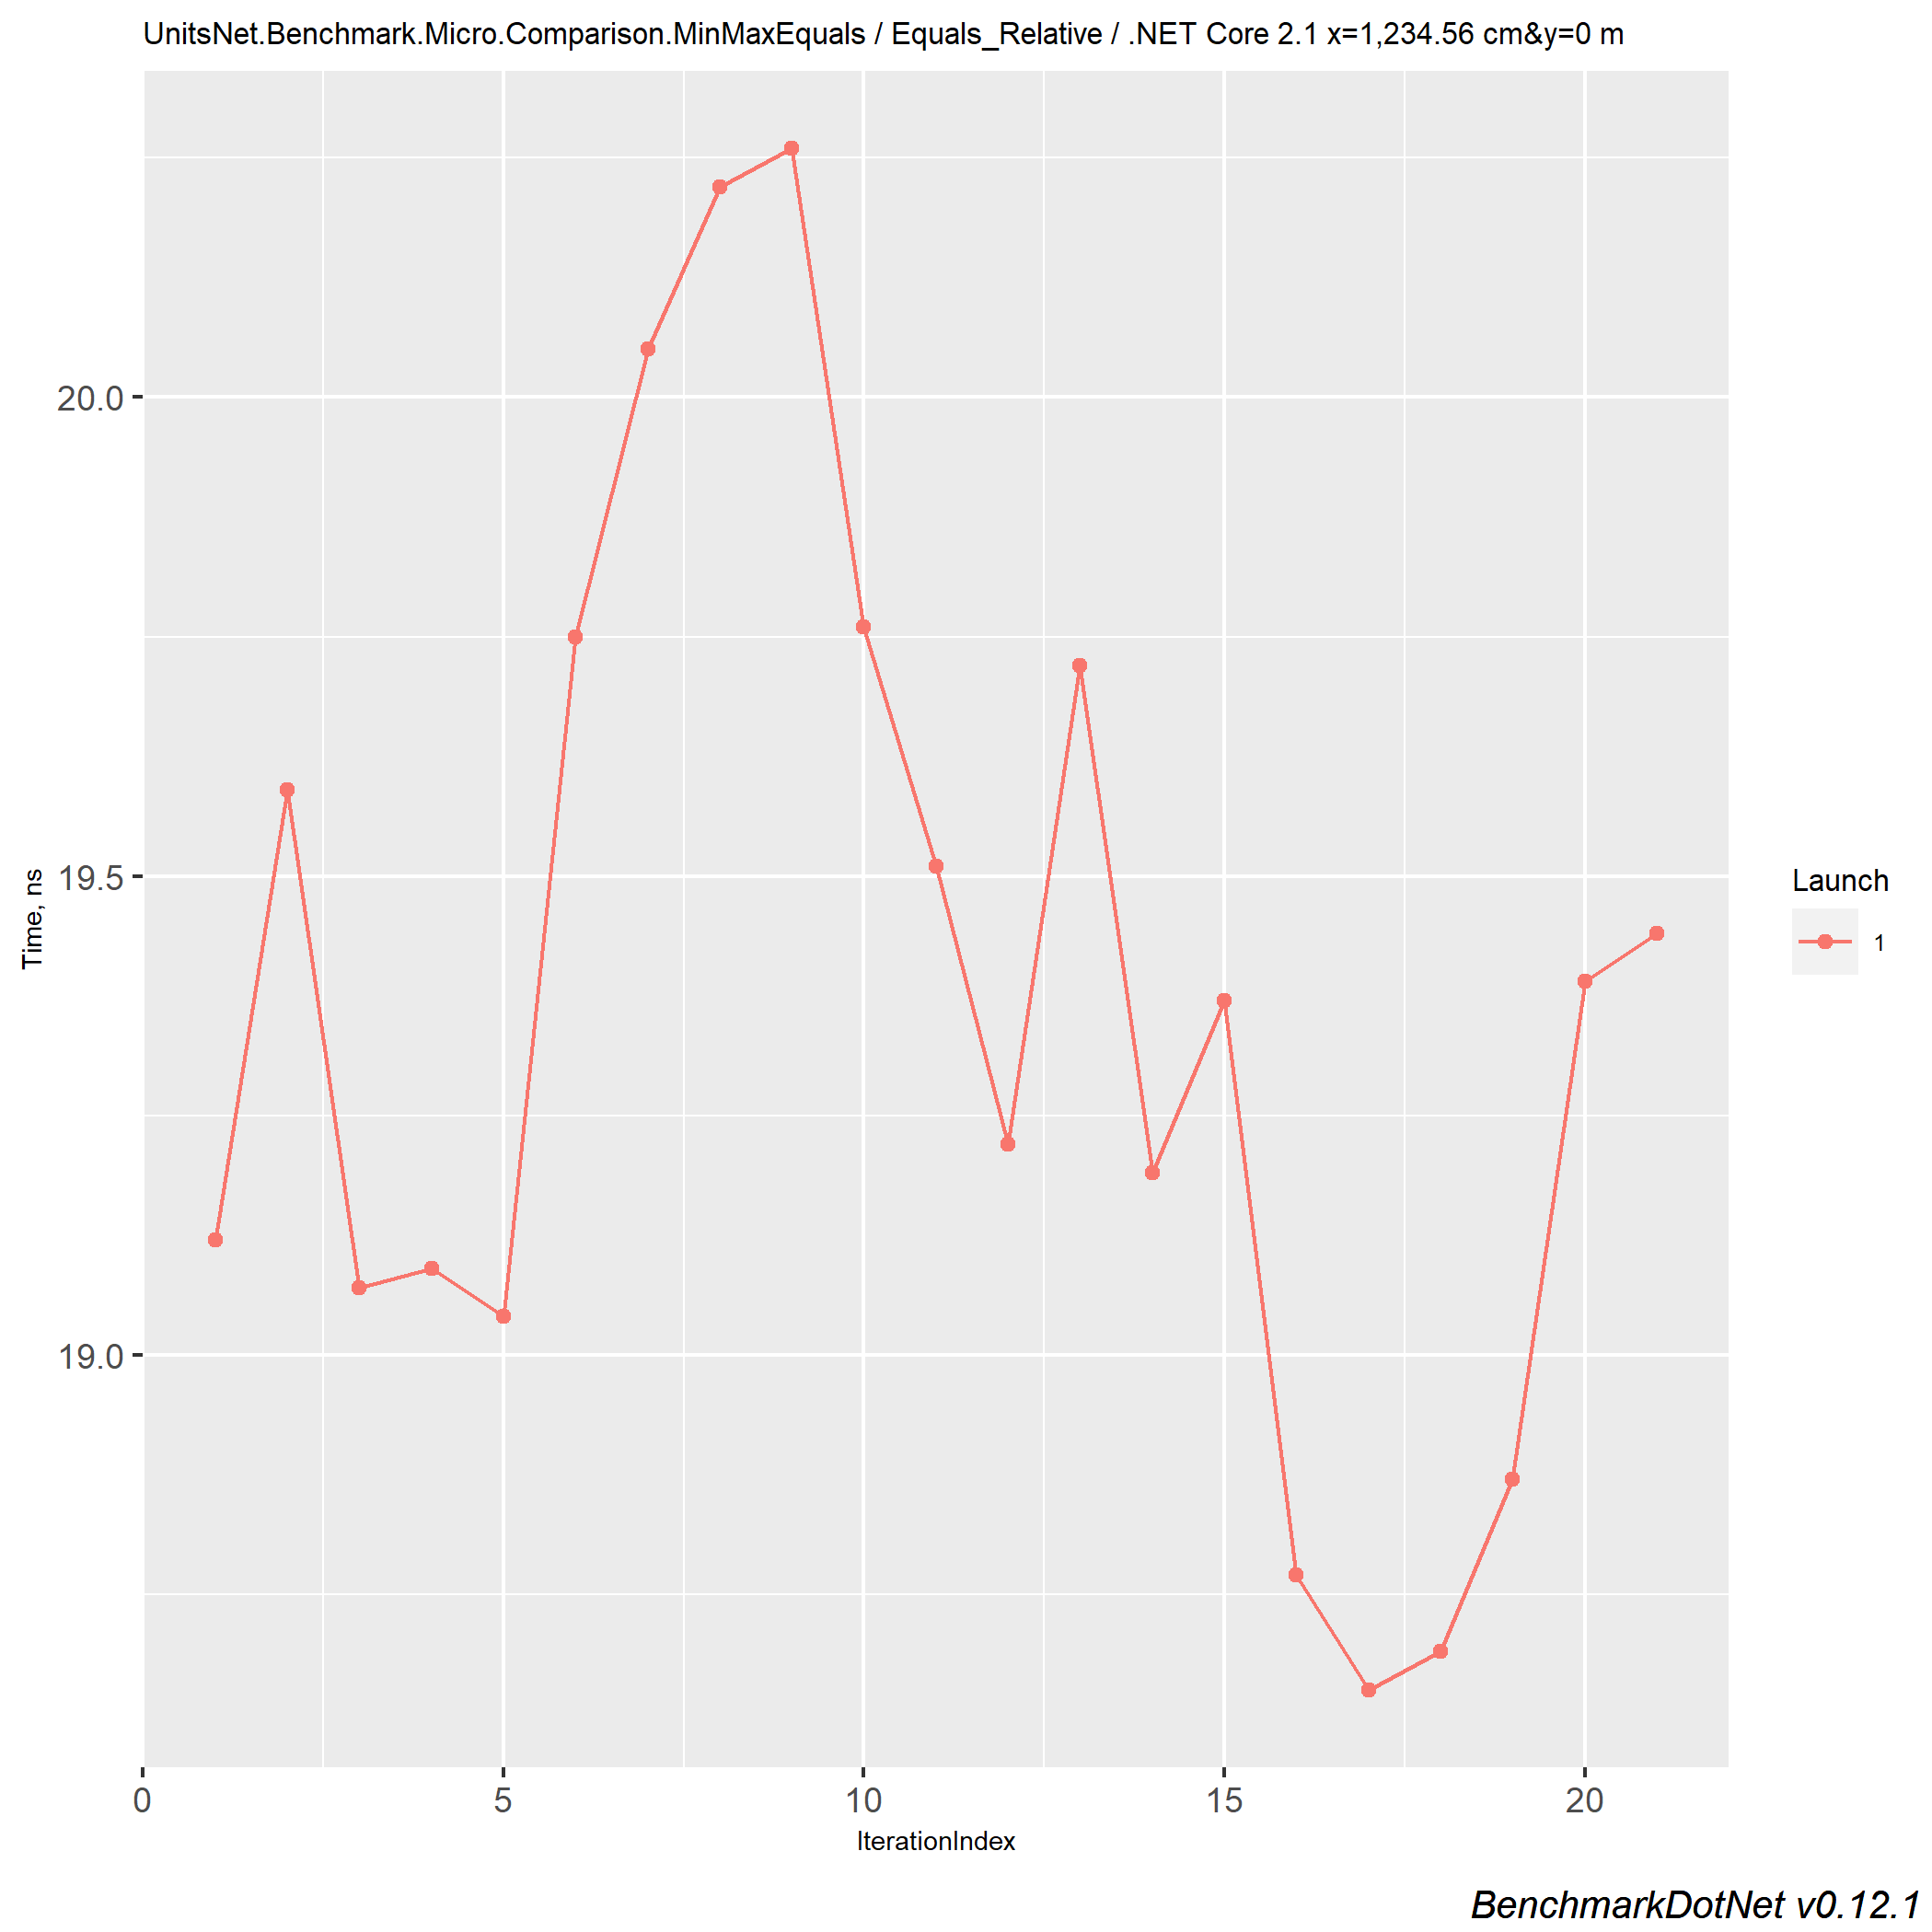 UnitsNet.Benchmark.Micro.Comparison.MinMaxEquals / Equals_Relative / .NET Core 2.1 x=1,234.56 cm&y=0 m
20.0
19.5
19.0
Time, ns
0 5 10 15 20
IterationIndex
Launch
1
BenchmarkDotNet v0.12.1